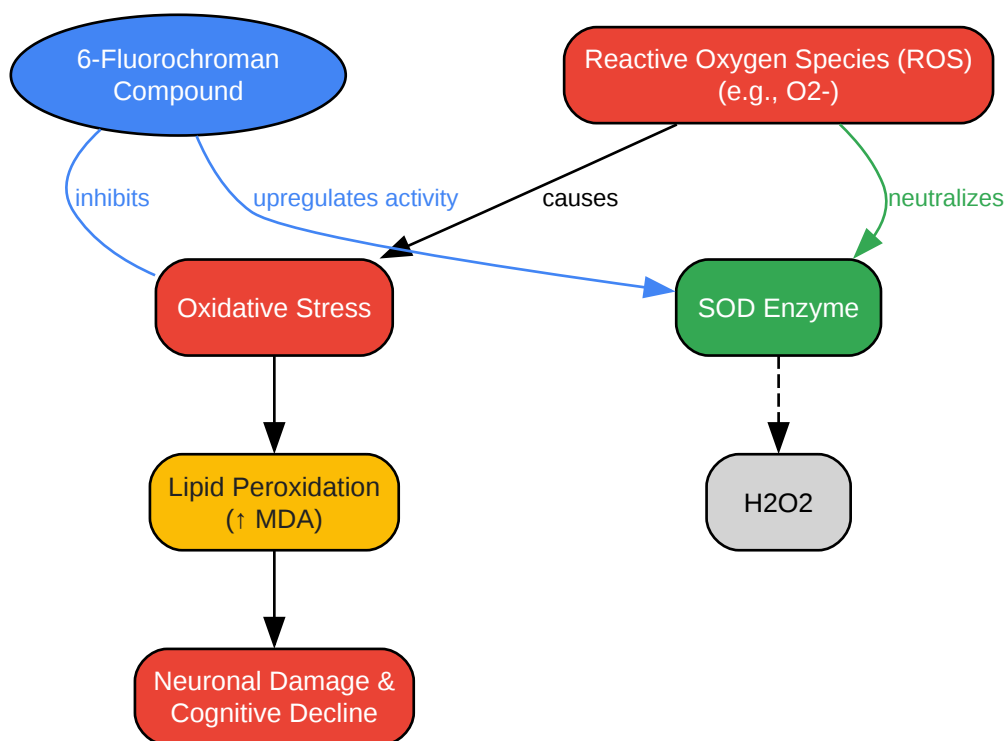 6-Fluorochroman
Compound
Reactive Oxygen Species (ROS)
(e.g., O2-)
inhibits
upregulates activity
causes
neutralizes
Oxidative Stress
SOD Enzyme
Lipid Peroxidation
(↑ MDA)
H2O2
Neuronal Damage &
Cognitive Decline